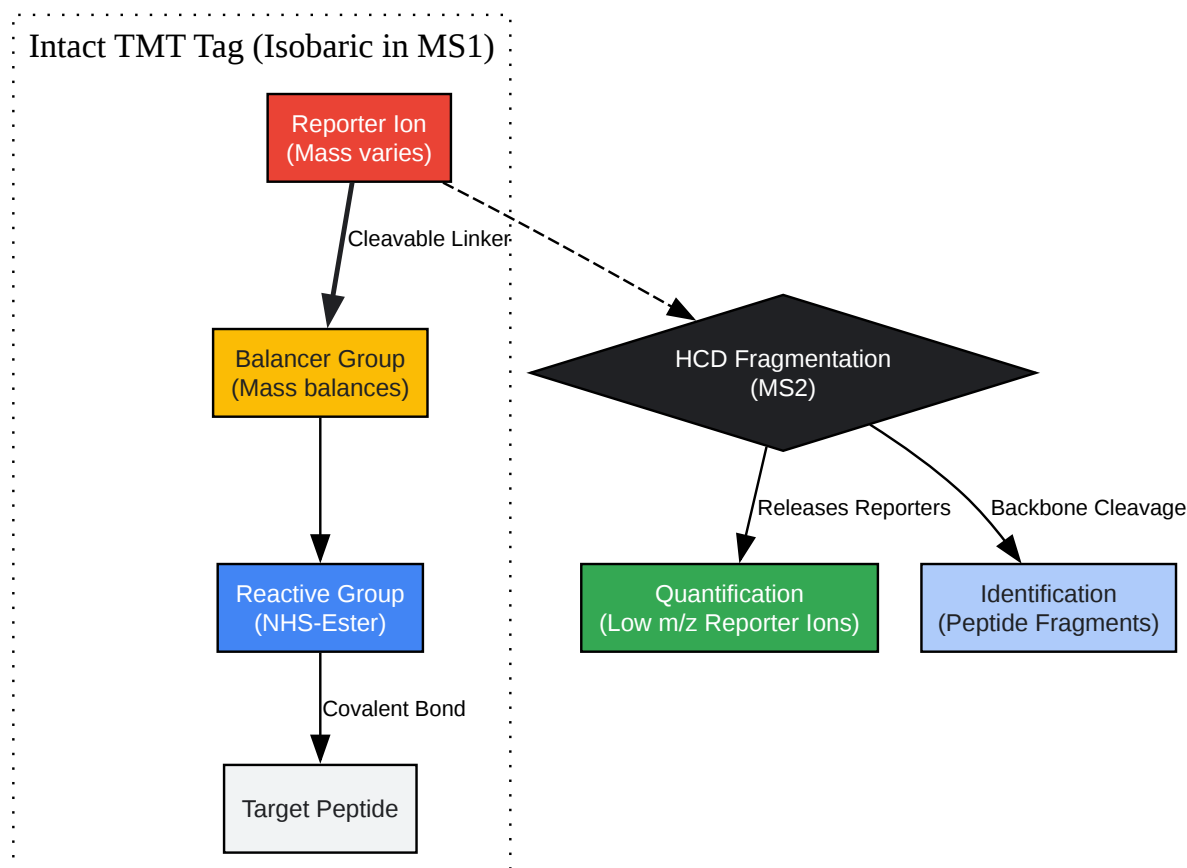 Intact TMT Tag (Isobaric in MS1)
Reporter Ion
(Mass varies)
Cleavable Linker
Balancer Group
(Mass balances)
HCD Fragmentation
(MS2)
Releases Reporters
Backbone Cleavage
Reactive Group
(NHS-Ester)
Quantification
(Low m/z Reporter Ions)
Identification
(Peptide Fragments)
Covalent Bond
Target Peptide